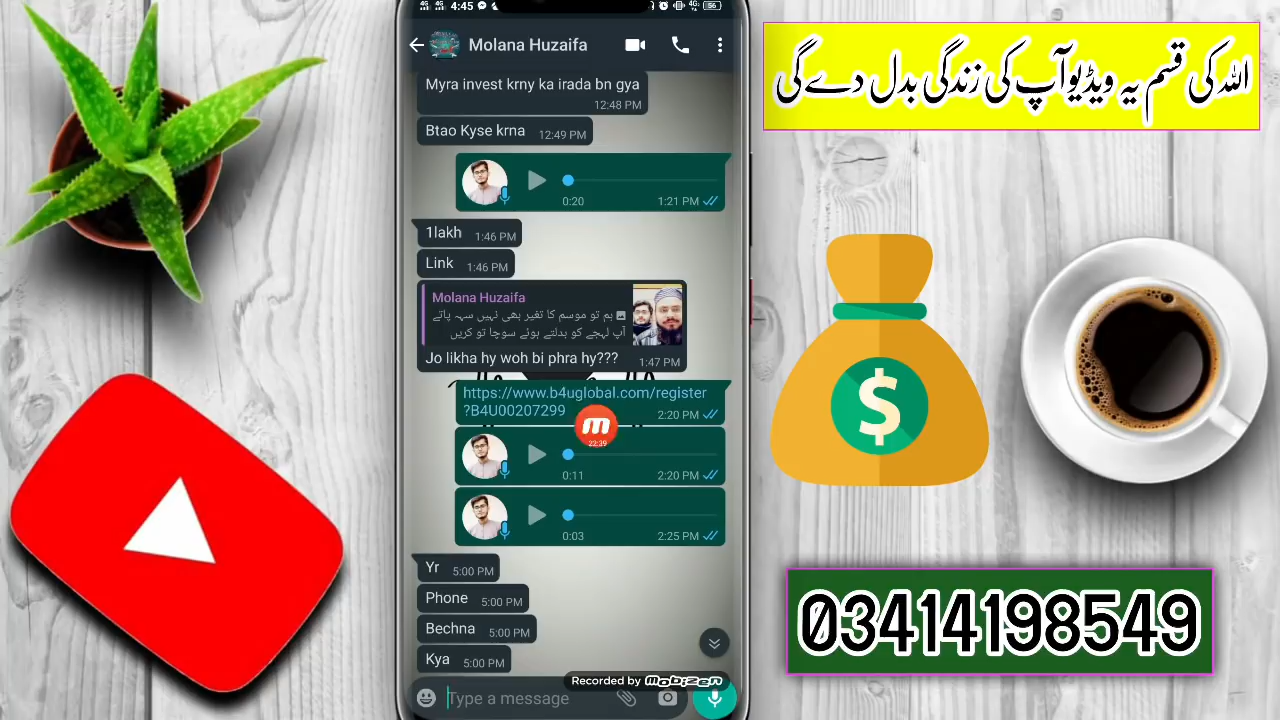 4:45
56
Molana Huzaifa
اللہ کی قسم یہ ویڈیو آپ کی زندگی بدل دے گی
Myra invest krny ka irada bn gya
12:48 PM
Btao Kyse krna 12:49 PM
0:20 1:21 PM
1lakh 1:46 PM
Link 1:46 PM
Molana Huzaifa
ہم تو موسم کا تغیر بھی نہیں سہہ پاتے
آپ لہجے کو بدلتے ہوئے سوچا تو کریں
Jo likha hy woh bi phra hy??? 1:47 PM
https://www.b4uglobal.com/register
?B4U00207299 2:20 PM
m
22:39
0:11 2:20 PM
0:03 2:25 PM
Yr 5:00 PM
Phone 5:00 PM
Bechna 5:00 PM
Kya 5:00 PM
03414198549
Recorded by MOBIZEN
Type a message